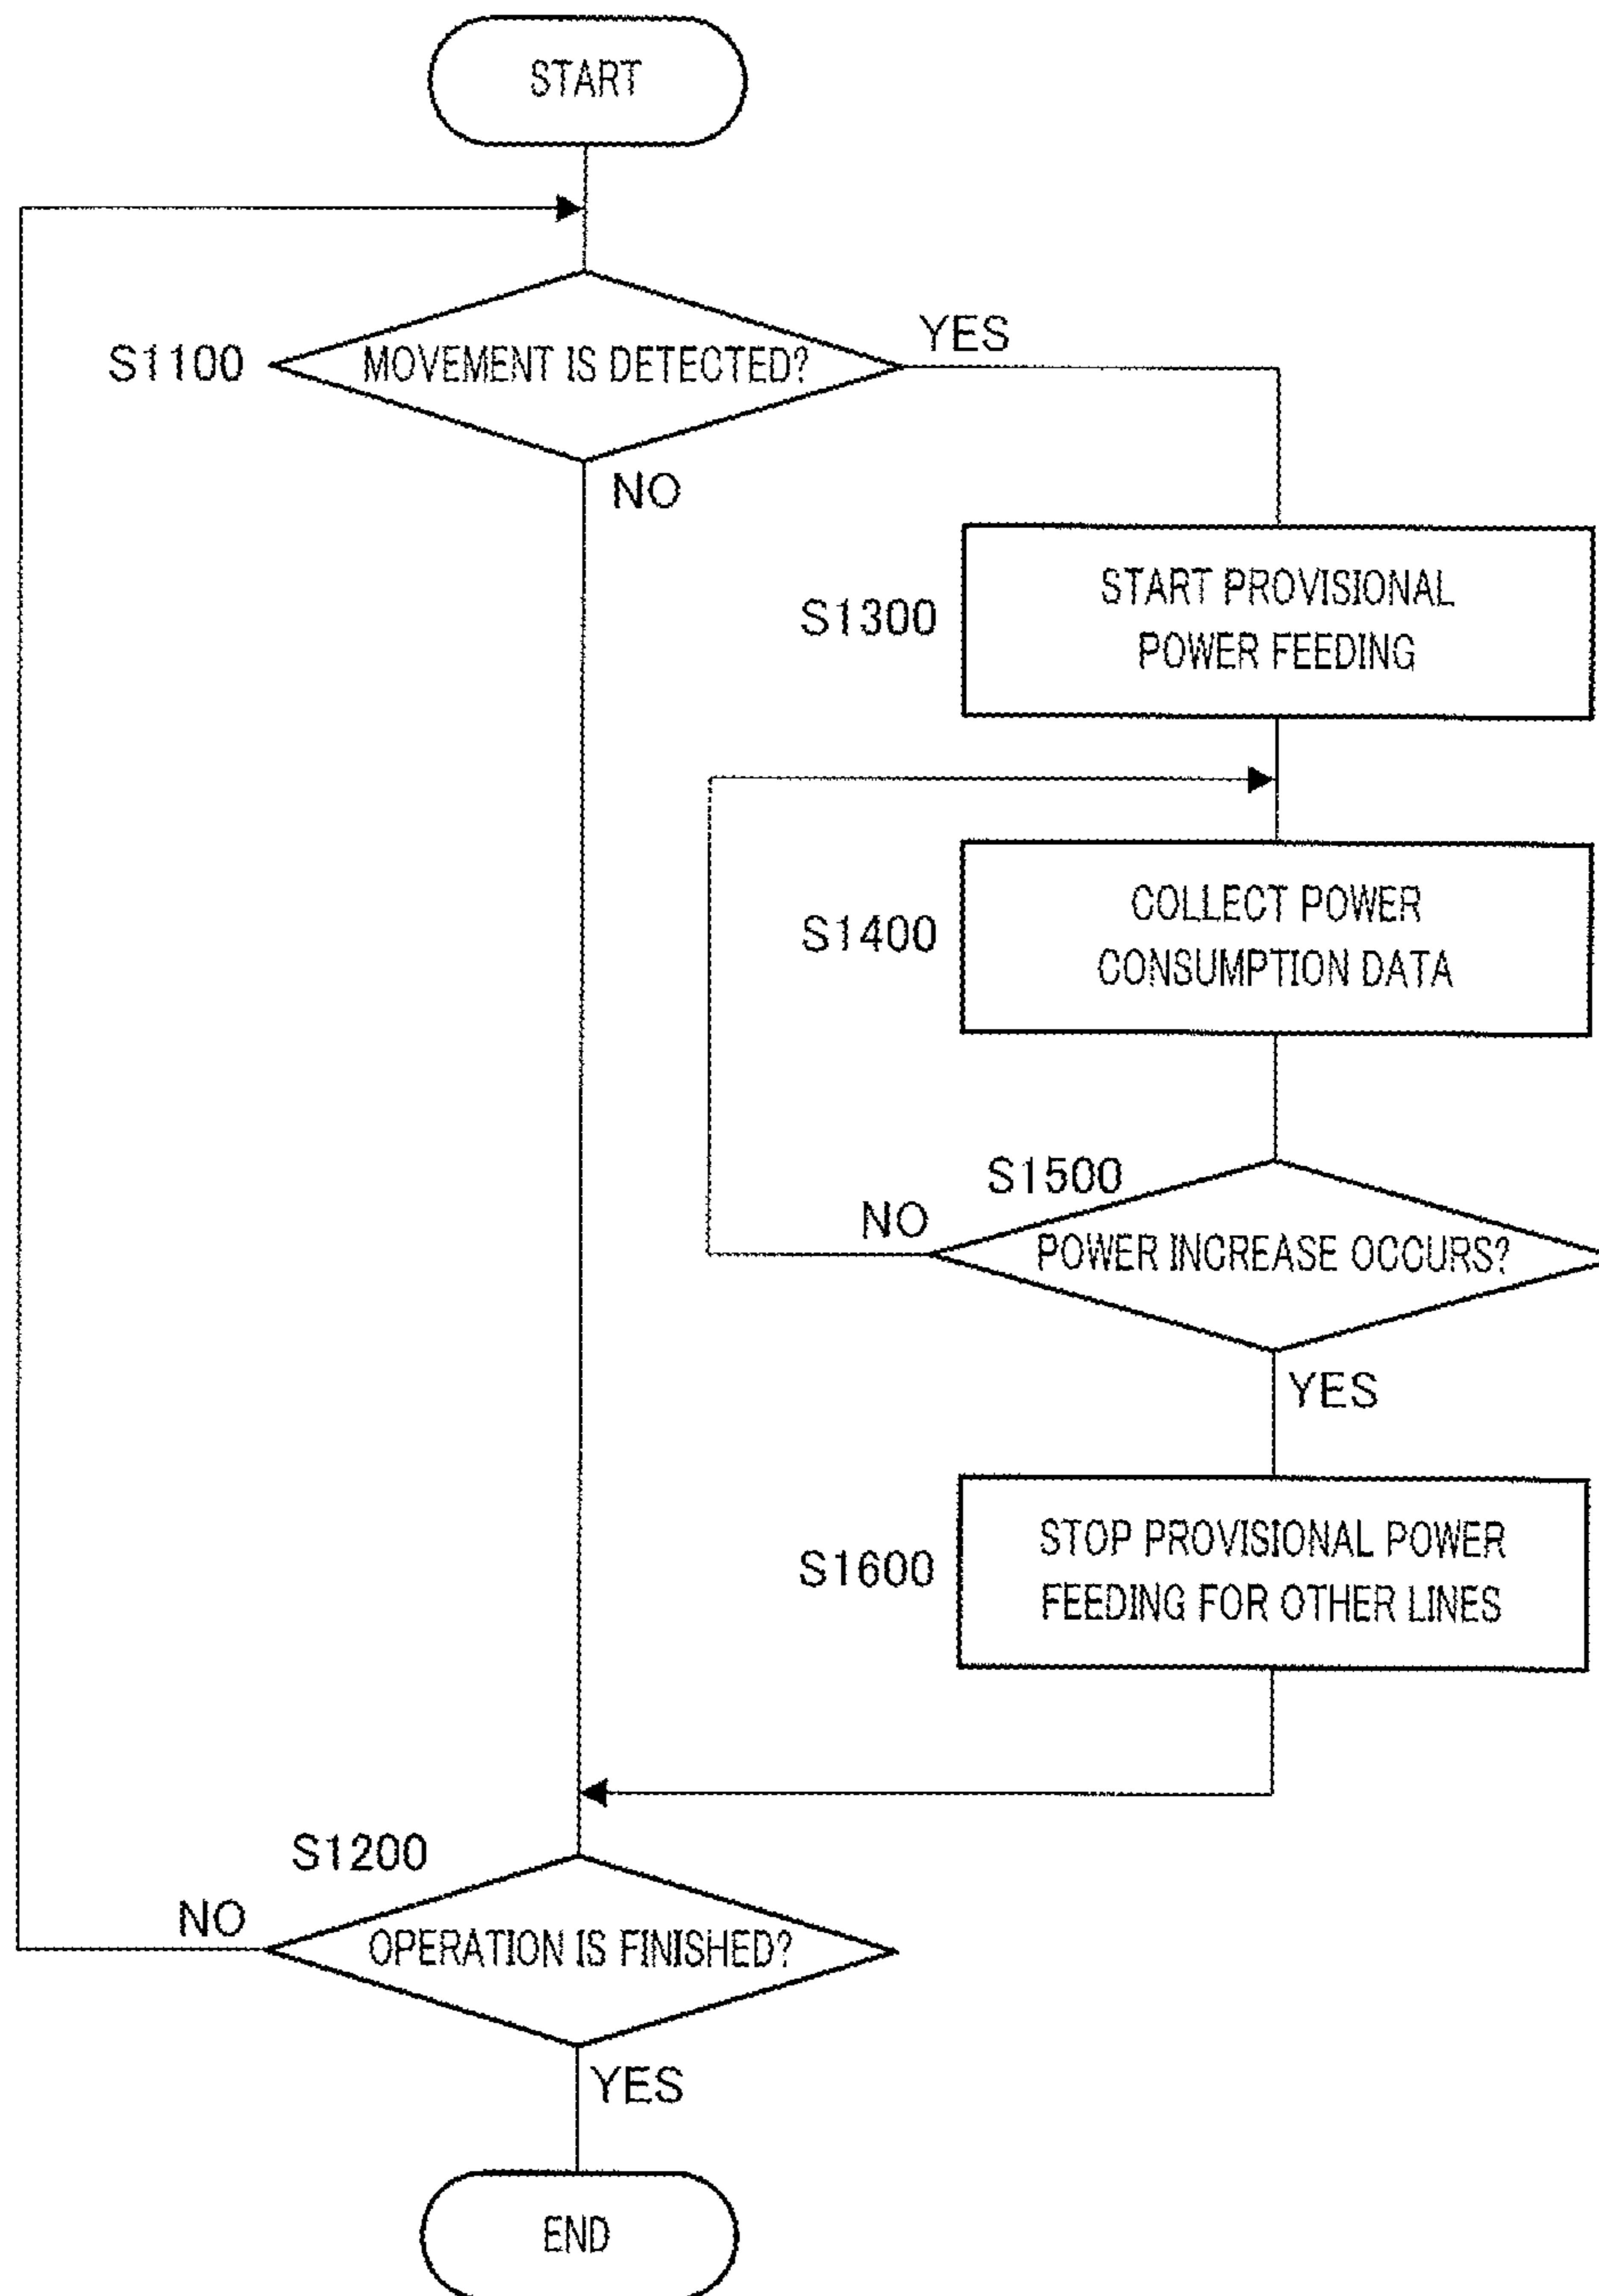 START
S1100
MOVEMENT IS DETECTED?
YES
NO
S1300
START PROVISIONAL
POWER FEEDING
S1400
COLLECT POWER
CONSUMPTION DATA
S1500
NO
POWER INCREASE OCCURS?
YES
S1600
STOP PROVISIONAL POWER
FEEDING FOR OTHER LINES
S1200
NO
OPERATION IS FINISHED?
YES
END